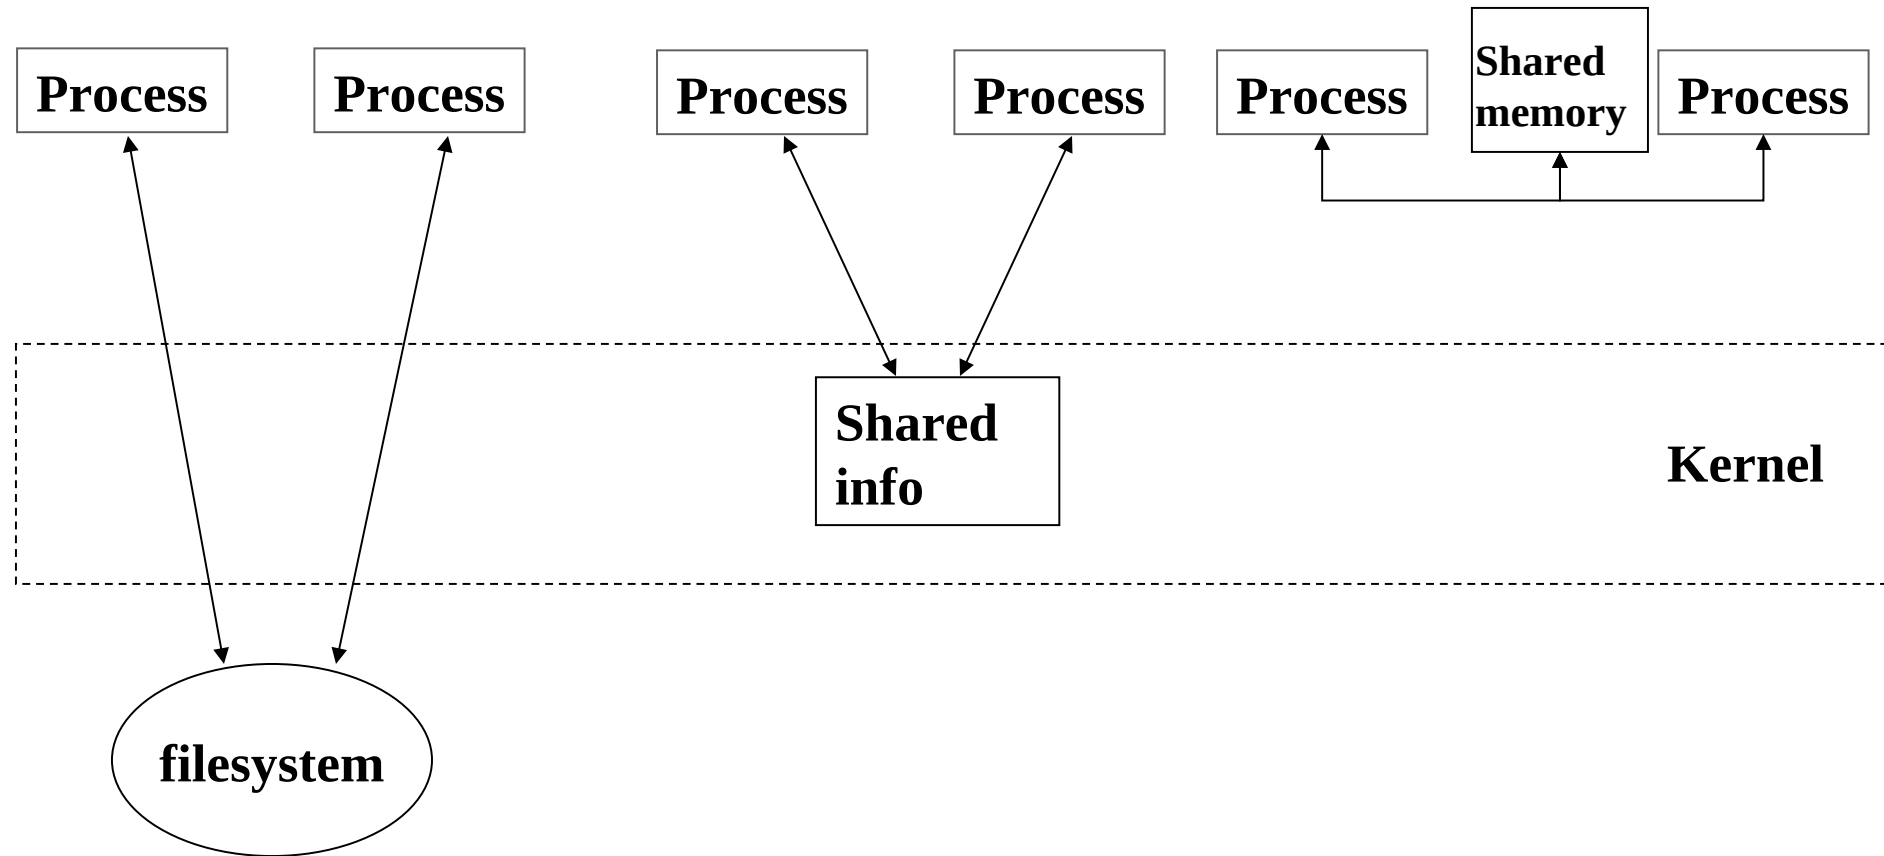 Process
Process
Process
Process
Process
Shared
memory
Process
Shared
info
Kernel
filesystem